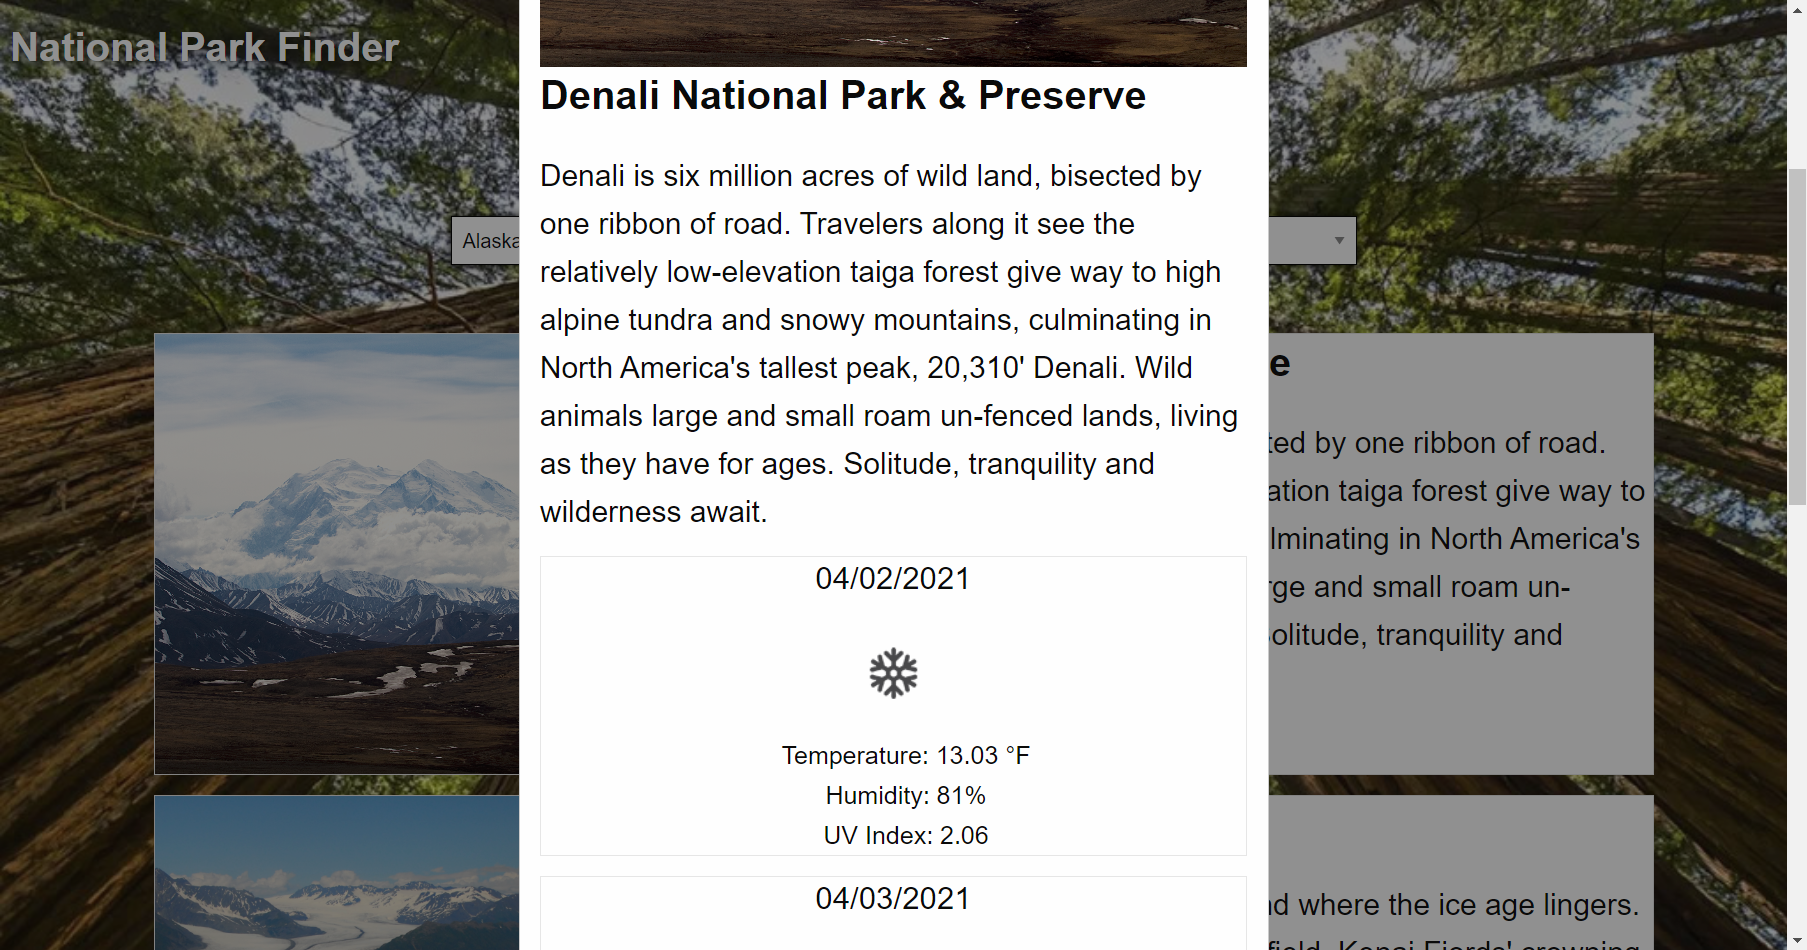 National Park Finder
Alaska
Denali National Park & Preserve
Denali is six million acres of wild land, bisected by
one ribbon of road. Travelers along it see the
relatively low-elevation taiga forest give way to high
alpine tundra and snowy mountains, culminating in
North America's tallest peak, 20,310' Denali. Wild
animals large and small roam un-fenced lands, living
as they have for ages. Solitude, tranquility and
wilderness await.
04/02/2021
Temperature: 13.03 °F
Humidity: 81%
UV Index: 2.06
04/03/2021
e
ted by one ribbon of road.
ation taiga forest give way to
lminating in North America's
rge and small roam un-
olitude, tranquility and
nd where the ice age lingers.
field, Kenai Fjords' crowning